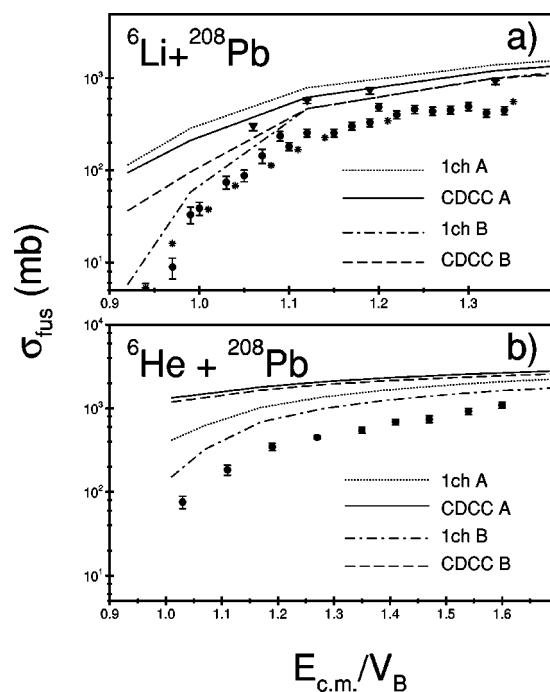 ⁶Li+²⁰⁸Pb
a)
10³
10²
10¹
1ch A
CDCC A
1ch B
CDCC B
0.9 1.0 1.1 1.2 1.3
σfus (mb)
⁶He + ²⁰⁸Pb
b)
10⁴
10³
10²
10¹
1ch A
CDCC A
1ch B
CDCC B
0.9 1.0 1.1 1.2 1.3 1.4 1.5 1.6
E c.m./V B